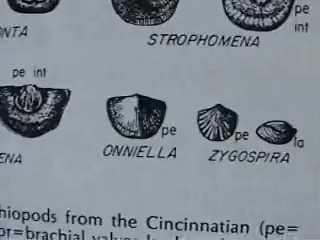 pe
int
NTA
STROPHOMENA
pe int
pe
pe
la
ENA
ONNIELLA
ZYGOSPIRA
hiopods from the Cincinnatian (pe=
or=brachial